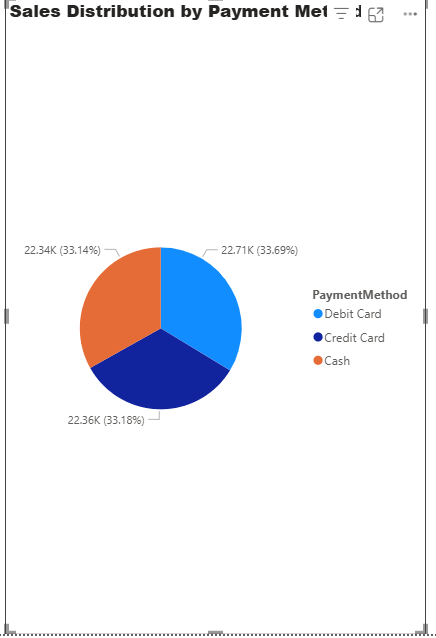 Sales Distribution by Payment Met d
22.34K (33.14%)
22.71K (33.69%)
PaymentMethod
Debit Card
Credit Card
Cash
22.36K (33.18%)